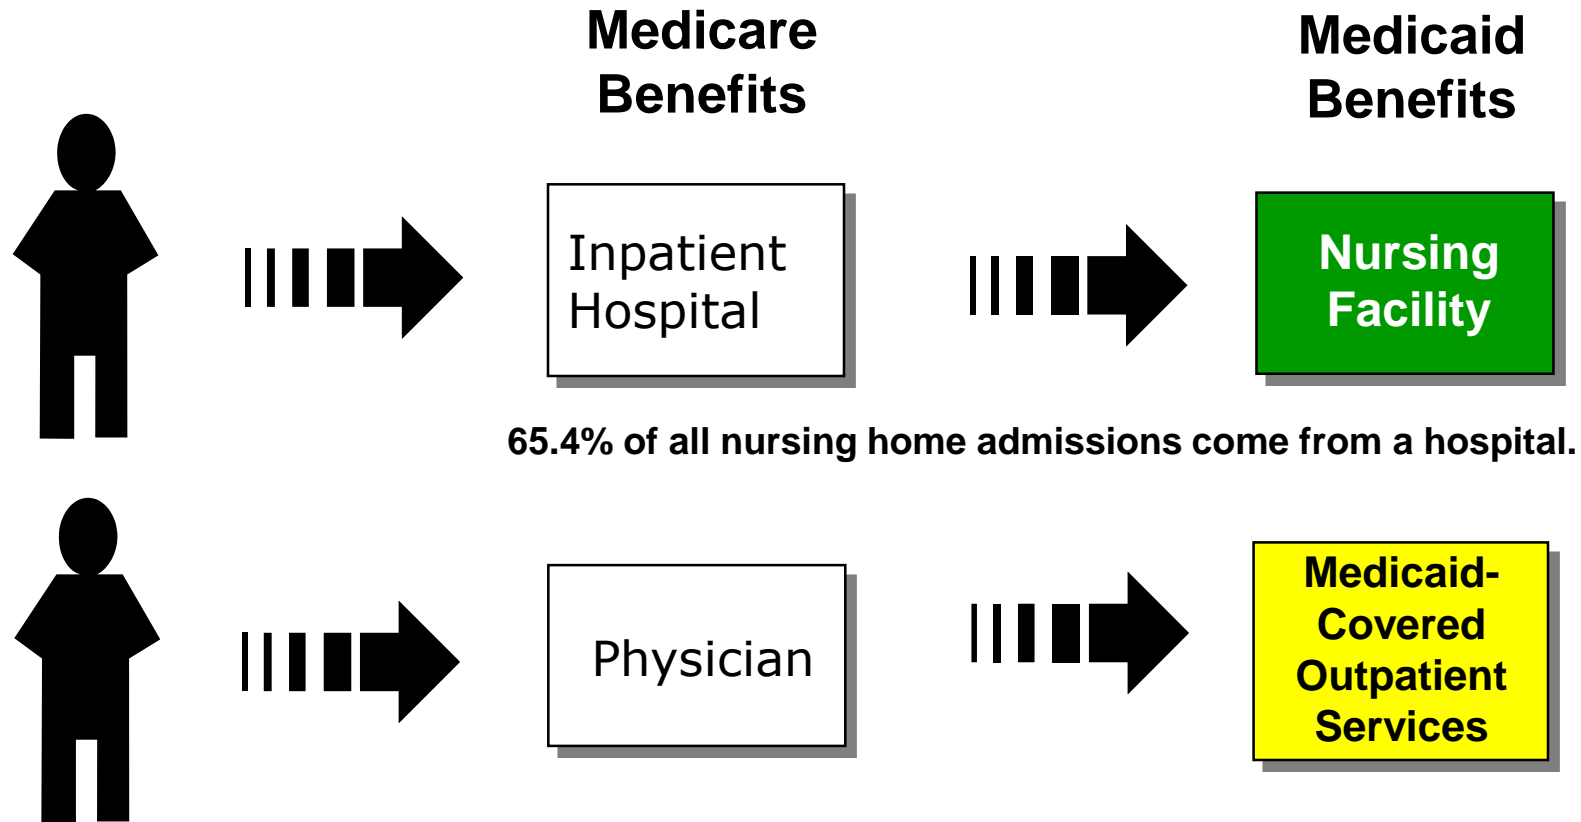 Medicare
Benefits
Medicaid
Benefits
Inpatient
Hospital
Nursing
Facility
65.4% of all nursing home admissions come from a hospital.
Physician
Medicaid-
Covered
Outpatient
Services